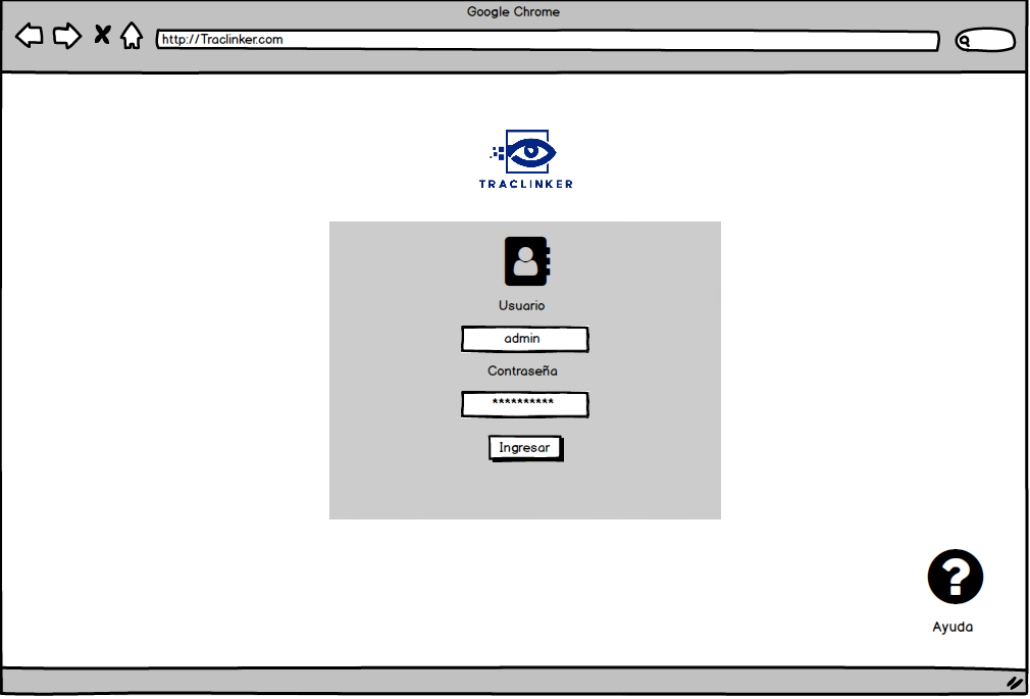 Google Chrome
http://Traclinker.com
TRACLINKER
Usuario
admin
Contraseña
**********
Ingresar
?
Ayuda